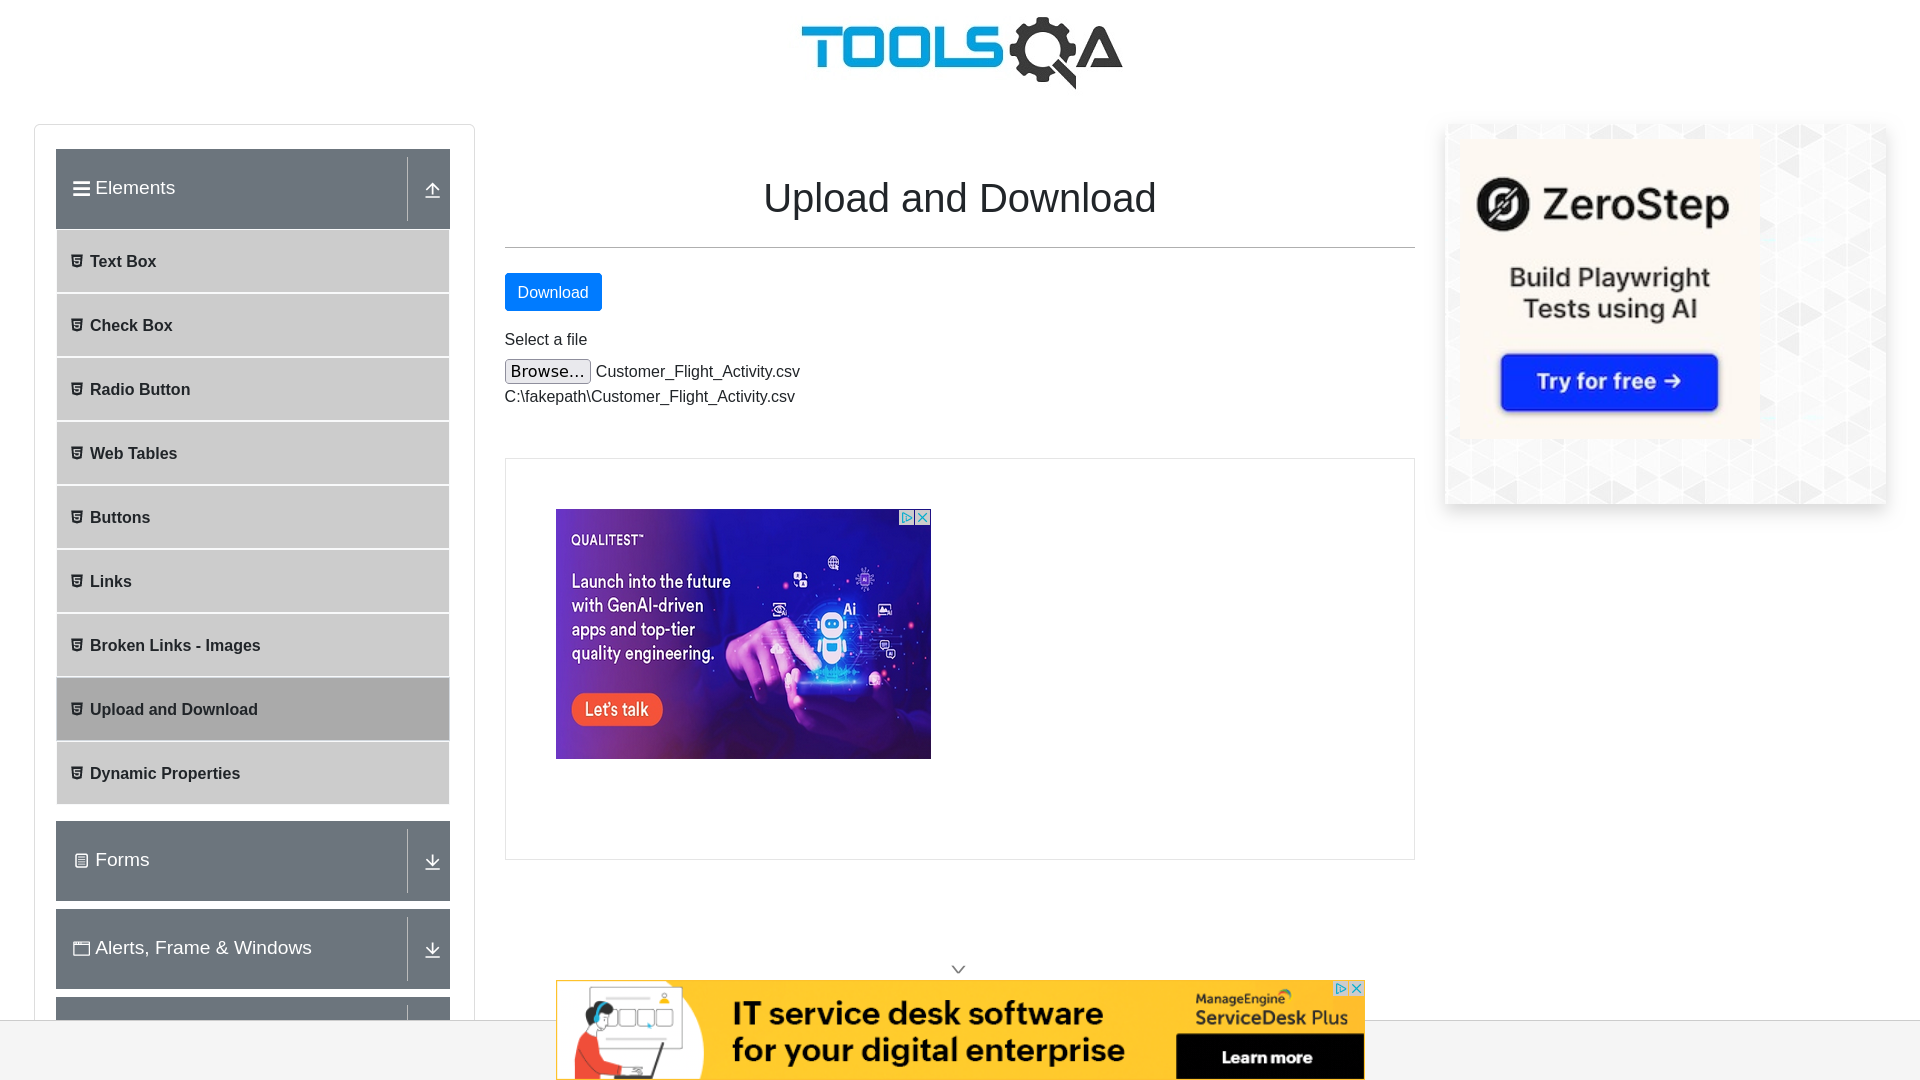 TOOLSQA
Elements
Text Box
Check Box
Radio Button
Web Tables
Buttons
Links
Broken Links - Images
Upload and Download
Dynamic Properties
Forms
Alerts, Frame & Windows
Upload and Download
Download
Select a file
Browse... Customer_Flight_Activity.csv
C:\fakepath\Customer_Flight_Activity.csv
QUALITEST™
Launch into the future
with GenAI-driven
apps and top-tier
quality engineering.
Let's talk
Ai
ZeroStep
Build Playwright
Tests using AI
Try for free →
IT service desk software
for your digital enterprise
ManageEngine
ServiceDesk Plus
Learn more